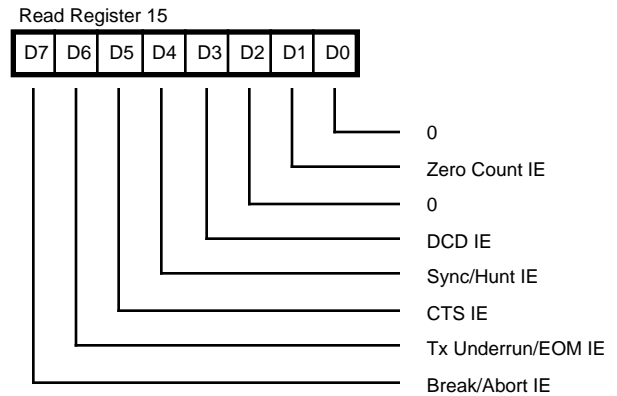 Read Register 15
D7 D6 D5 D4 D3 D2 D1 D0
0
Zero Count IE
0
DCD IE
Sync/Hunt IE
CTS IE
Tx Underrun/EOM IE
Break/Abort IE